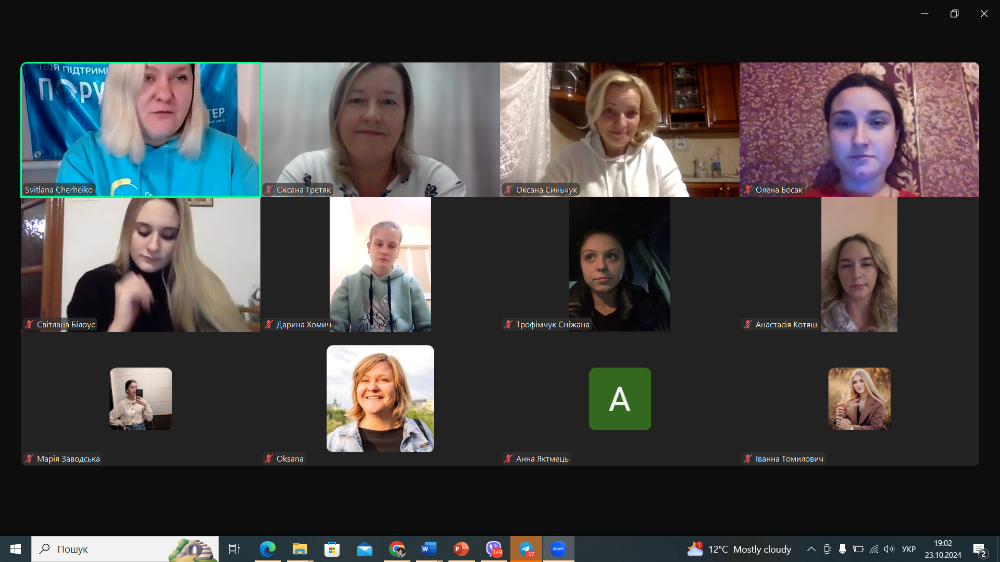 ТВОЯ ПІДТРИМ
ПОРУ
ТЕР
Svitlana Cherheiko
Оксана Третяк
Оксана Синьчук
Олена Босак
Світлана Білоус
Дарина Хомич
Трофімчук Сніжана
Анастасія Котяш
A
Марія Заводська
Oksana
Анна Яктмець
Іванна Томилович
Пошук
W
P
149
..07
zoom
1
12°C Mostly cloudy
УКР
19:02
23.10.2024
2